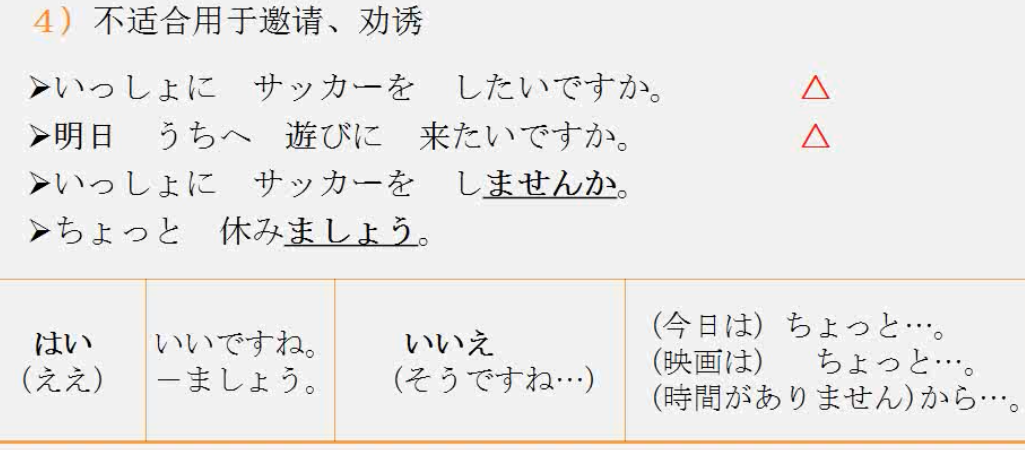 4）不适合用于邀请、劝诱
➢いっしょに　サッカーを　したいですか。　△
➢明日　うちへ　遊びに　来たいですか。　△
➢いっしょに　サッカーを　しませんか。
➢ちょっと　休みましょう。
はい
(ええ)
いいですね。
－ましょう。
いいえ
(そうですね…)
(今日は)　ちょっと…。
(映画は)　ちょっと…。
(時間がありません)から…。